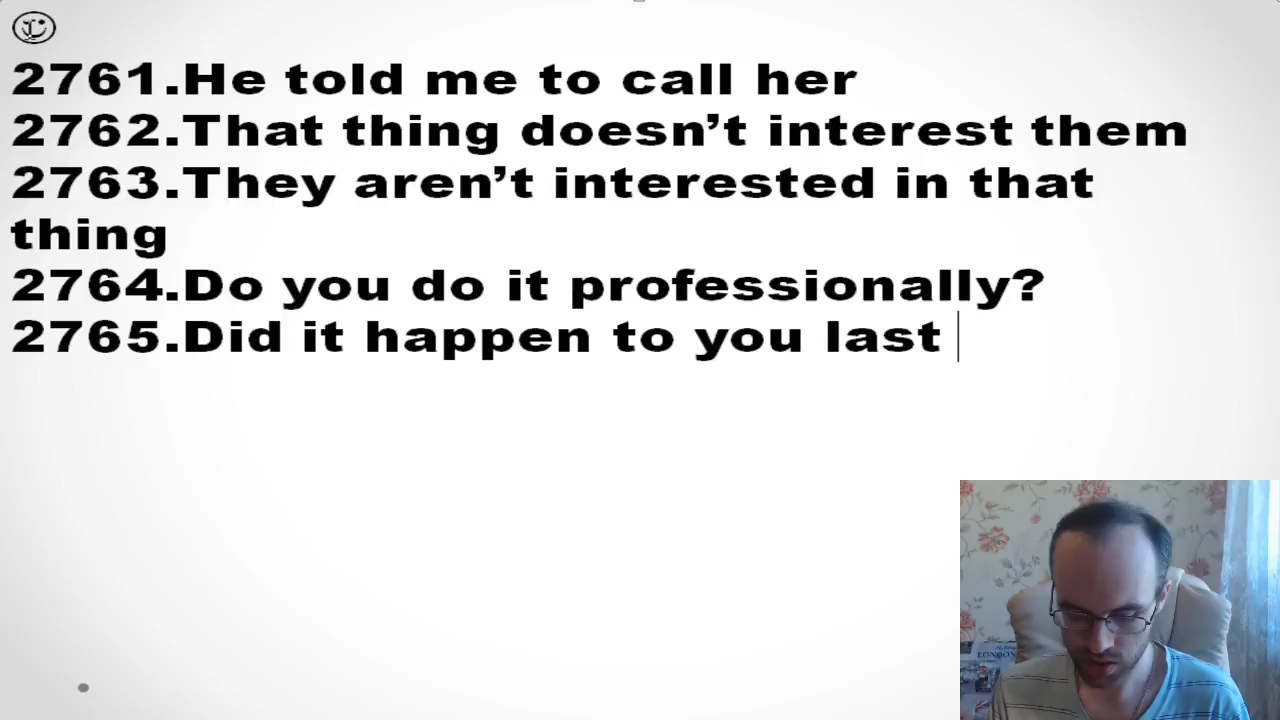 2761.He told me to call her
2762.That thing doesn’t interest them
2763.They aren’t interested in that
thing
2764.Do you do it professionally?
2765.Did it happen to you last
LONDON